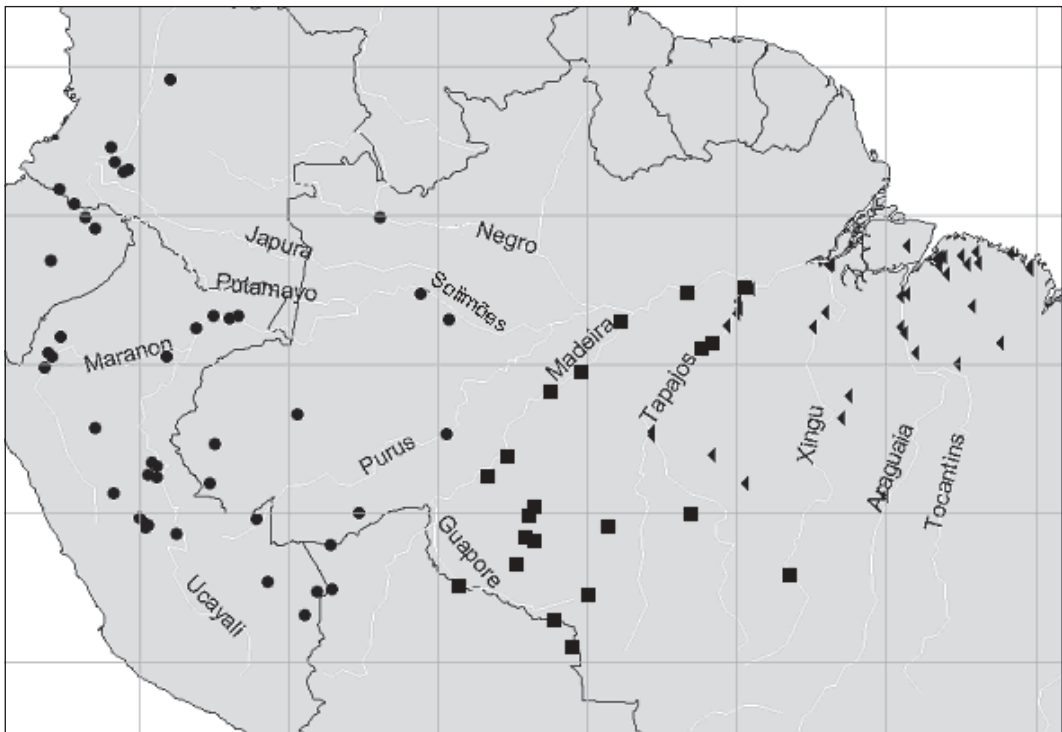 Negro
Japura
Putamayo
Solimões
Maranon
Madeira
Tapajos
Xingu
Araguaia
Tocantins
Purus
Guapore
Ucayali